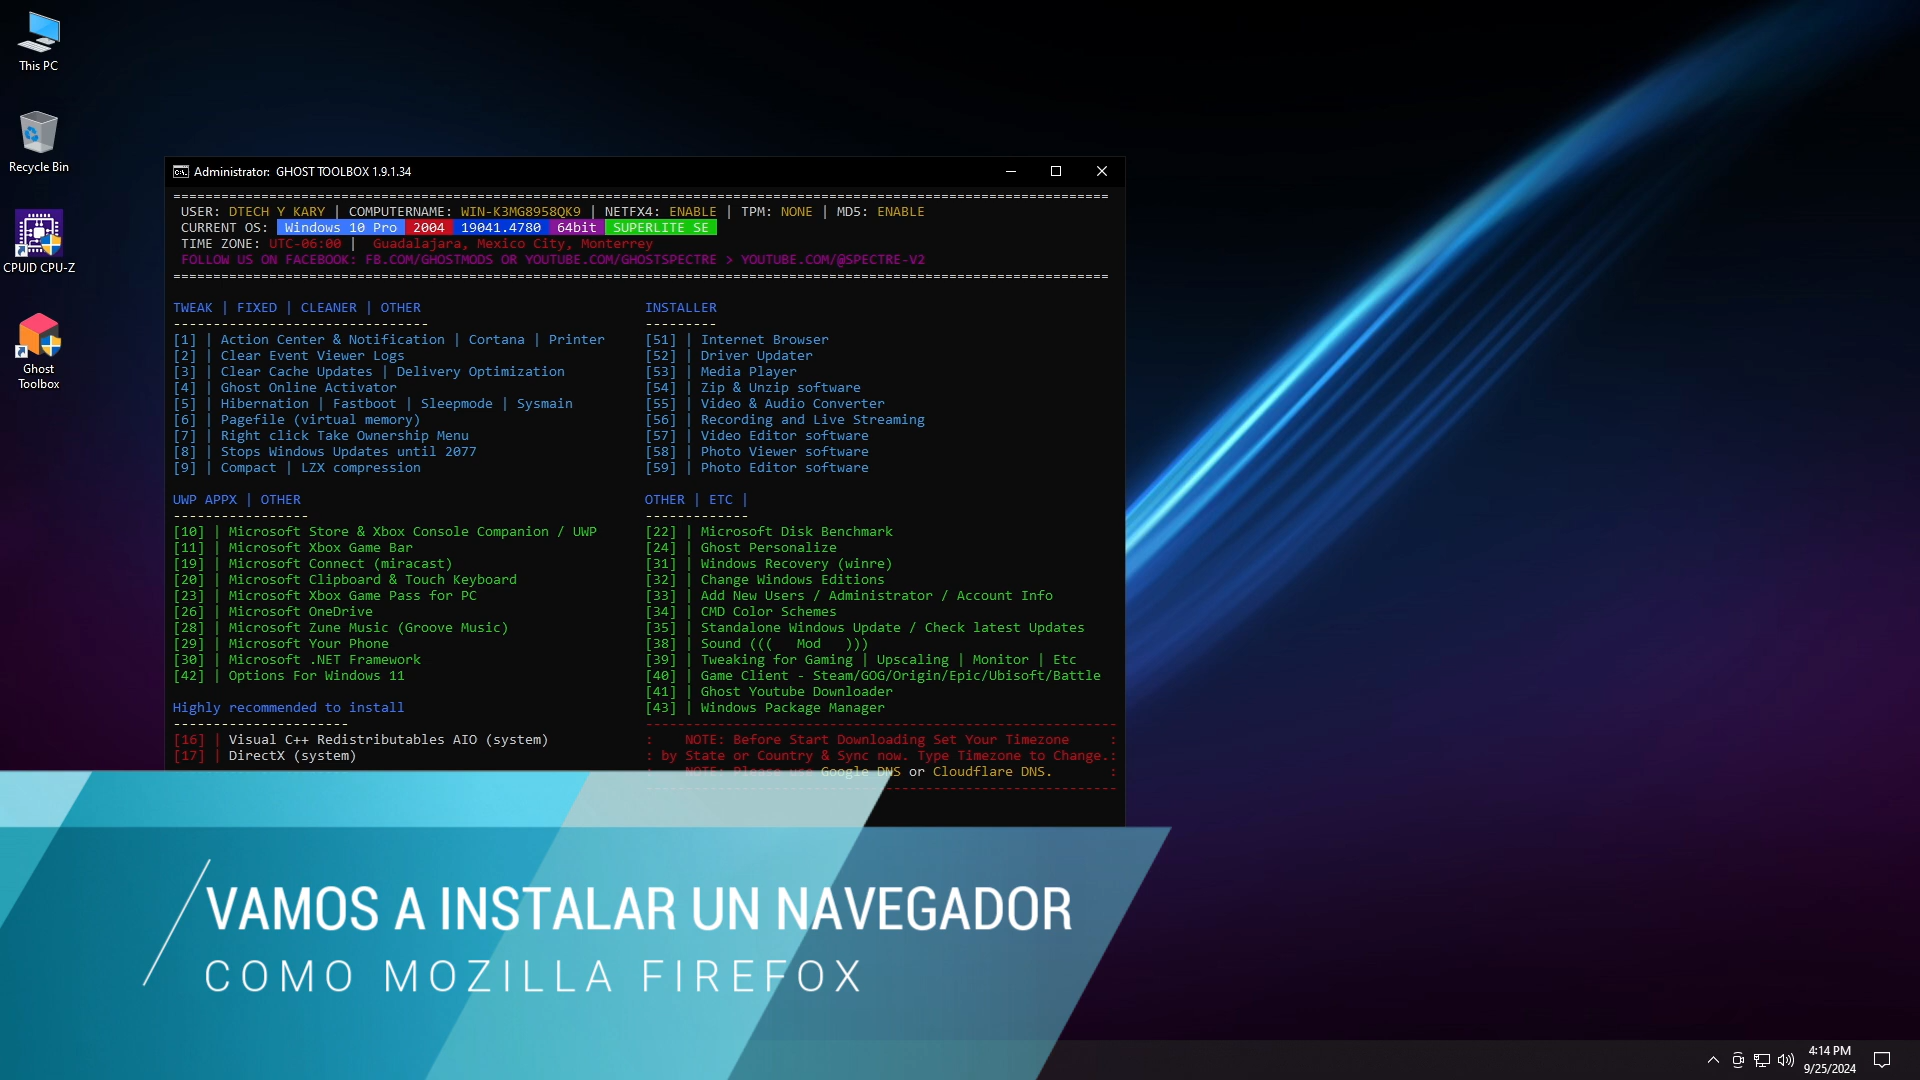 This PC
Recycle Bin
CPUID CPU-Z
Ghost
Toolbox
Administrator:  GHOST TOOLBOX 1.9.1.34
USER: DTECH Y KARY | COMPUTERNAME: WIN-K3MG8958QK9 | NETFX4: ENABLE | TPM: NONE | MD5: ENABLE
CURRENT OS: Windows 10 Pro 2004 19041.4780 64bit SUPERLITE SE
TIME ZONE: UTC-06:00 | Guadalajara, Mexico City, Monterrey
FOLLOW US ON FACEBOOK: FB.COM/GHOSTMODS OR YOUTUBE.COM/GHOSTSPECTRE > YOUTUBE.COM/@SPECTRE-V2
TWEAK | FIXED | CLEANER | OTHER
[1] | Action Center & Notification | Cortana | Printer
[2] | Clear Event Viewer Logs
[3] | Clear Cache Updates | Delivery Optimization
[4] | Ghost Online Activator
[5] | Hibernation | Fastboot | Sleepmode | Sysmain
[6] | Pagefile (virtual memory)
[7] | Right click Take Ownership Menu
[8] | Stops Windows Updates until 2077
[9] | Compact | LZX compression
INSTALLER
[51] | Internet Browser
[52] | Driver Updater
[53] | Media Player
[54] | Zip & Unzip software
[55] | Video & Audio Converter
[56] | Recording and Live Streaming
[57] | Video Editor software
[58] | Photo Viewer software
[59] | Photo Editor software
UWP APPX | OTHER
[10] | Microsoft Store & Xbox Console Companion / UWP
[11] | Microsoft Xbox Game Bar
[19] | Microsoft Connect (miracast)
[20] | Microsoft Clipboard & Touch Keyboard
[23] | Microsoft Xbox Game Pass for PC
[26] | Microsoft OneDrive
[28] | Microsoft Zune Music (Groove Music)
[29] | Microsoft Your Phone
[30] | Microsoft .NET Framework
[42] | Options For Windows 11
OTHER | ETC |
[22] | Microsoft Disk Benchmark
[24] | Ghost Personalize
[31] | Windows Recovery (winre)
[32] | Change Windows Editions
[33] | Add New Users / Administrator / Account Info
[34] | CMD Color Schemes
[35] | Standalone Windows Update / Check latest Updates
[38] | Sound (((   Mod   )))
[39] | Tweaking for Gaming | Upscaling | Monitor | Etc
[40] | Game Client - Steam/GOG/Origin/Epic/Ubisoft/Battle
[41] | Ghost Youtube Downloader
[43] | Windows Package Manager
Highly recommended to install
[16] | Visual C++ Redistributables AIO (system)
[17] | DirectX (system)
: NOTE: Before Start Downloading Set Your Timezone :
: by State or Country & Sync now. Type Timezone to Change.:
: NOTE: Please use Google DNS or Cloudflare DNS. :
VAMOS A INSTALAR UN NAVEGADOR
COMO MOZILLA FIREFOX
4:14 PM
9/25/2024